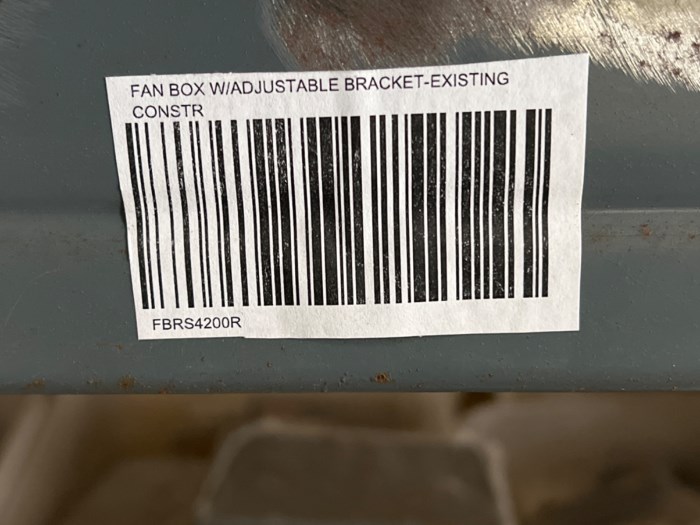 FAN BOX W/ADJUSTABLE BRACKET-EXISTING
CONSTR
FBRS4200R